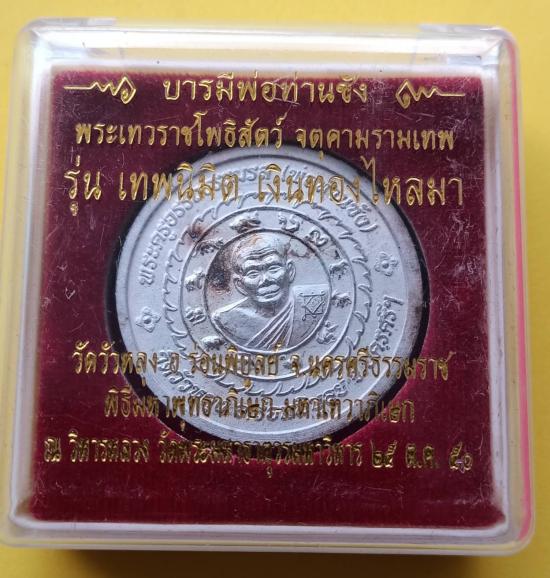 บารมีพ่อท่านซัง
พระเทวราชโพธิสัตว์ จตุคามรามเทพ
รุ่น เทพนิมิต เงินทองไหลมา
วัดวัวหลุง อ.ร่อนพิบูลย์ จ.นครศรีธรรมราช
พิธีมหาพุทธาภิเษก-มหาเทวาภิเษก
ณ วิหารหลวง วัดพระมหาธาตุวรมหาวิหาร ๒๕ ต.ค. ๕๐